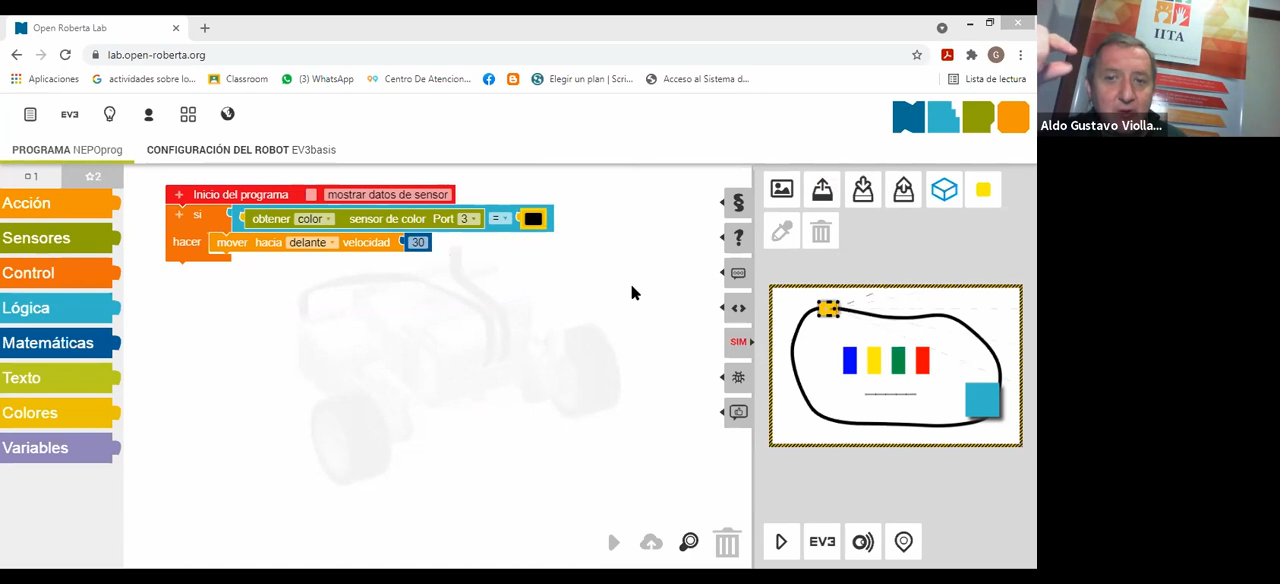 Open Roberta Lab
lab.open-roberta.org
Aplicaciones
actividades sobre lo...
Classroom
(3) WhatsApp
Centro De Atencion...
Elegir un plan | Scri...
Acceso al Sistema d...
Lista de lectura
G
EV3
PROGRAMA NEPOprog
CONFIGURACIÓN DEL ROBOT EV3basis
1
2
Acción
Sensores
Control
Lógica
Matemáticas
Texto
Colores
Variables
+ Inicio del programa mostrar datos de sensor
+ si obtener color sensor de color Port 3 =
hacer mover hacia delante velocidad 30
SIM
EV3
IITA
Aldo Gustavo Violla...